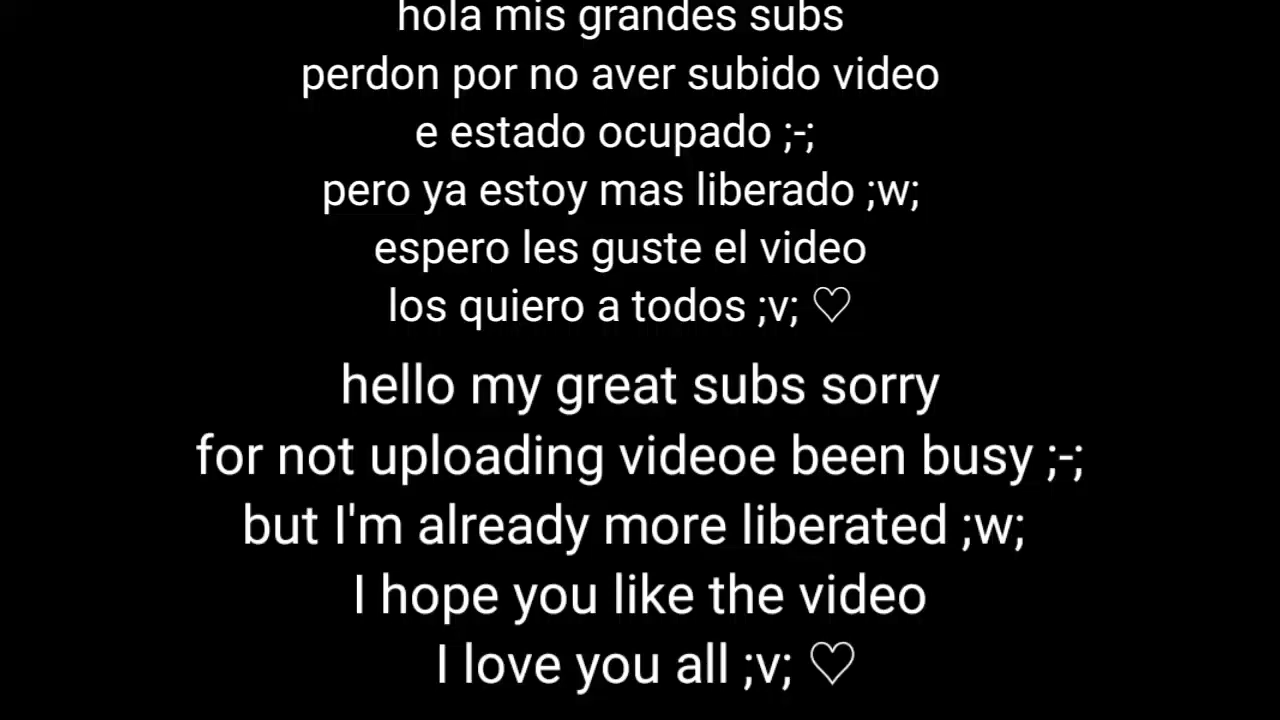 hola mis grandes subs
perdon por no aver subido video
e estado ocupado ;-;
pero ya estoy mas liberado ;w;
espero les guste el video
los quiero a todos ;v; ♡
hello my great subs sorry
for not uploading videoe been busy ;-;
but I'm already more liberated ;w;
I hope you like the video
I love you all ;v; ♡